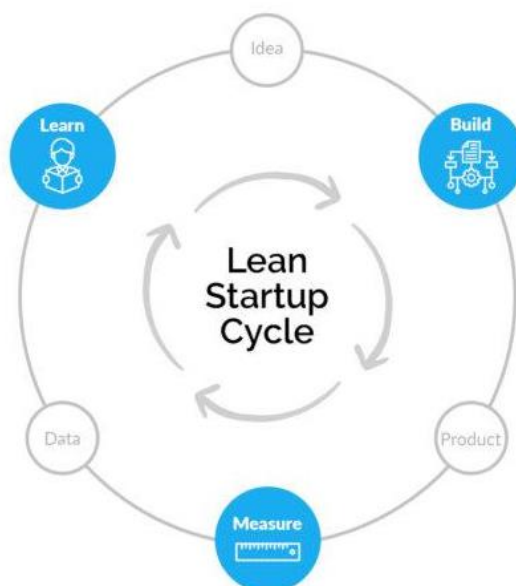 Idea
Learn
Build
Lean
Startup
Cycle
Data
Product
Measure